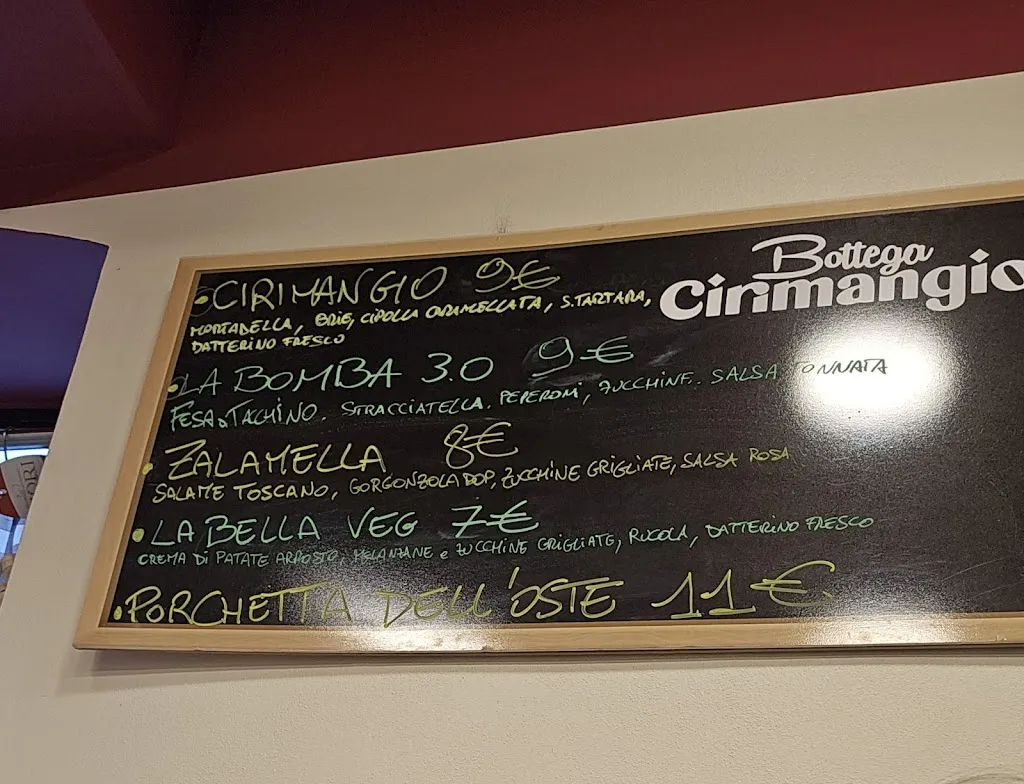 Bottega
Cirimangio
•CIRIMANGIO 9€
MORTADELLA, BRIE, CIPOLLA CARAMELLATA, S.TARTARA,
DATTERINO FRESCO
•LA BOMBA 3.0 9€
FESA DI TACHINO. STRACCIATELLA. PEPERONI, ZUCCHINE. SALSA TONNATA
•ZALAMELLA 8€
SALAME TOSCANO, GORGONZOLA DOP, ZUCCHINE GRIGLIATE, SALSA ROSA
•LA BELLA VEG 7€
CREMA DI PATATE ARROSTO, MELANZANE e ZUCCHINE GRIGLIATE, RUCOLA, DATTERINO FRESCO
•PORCHETTA DELL'OSTE 11€